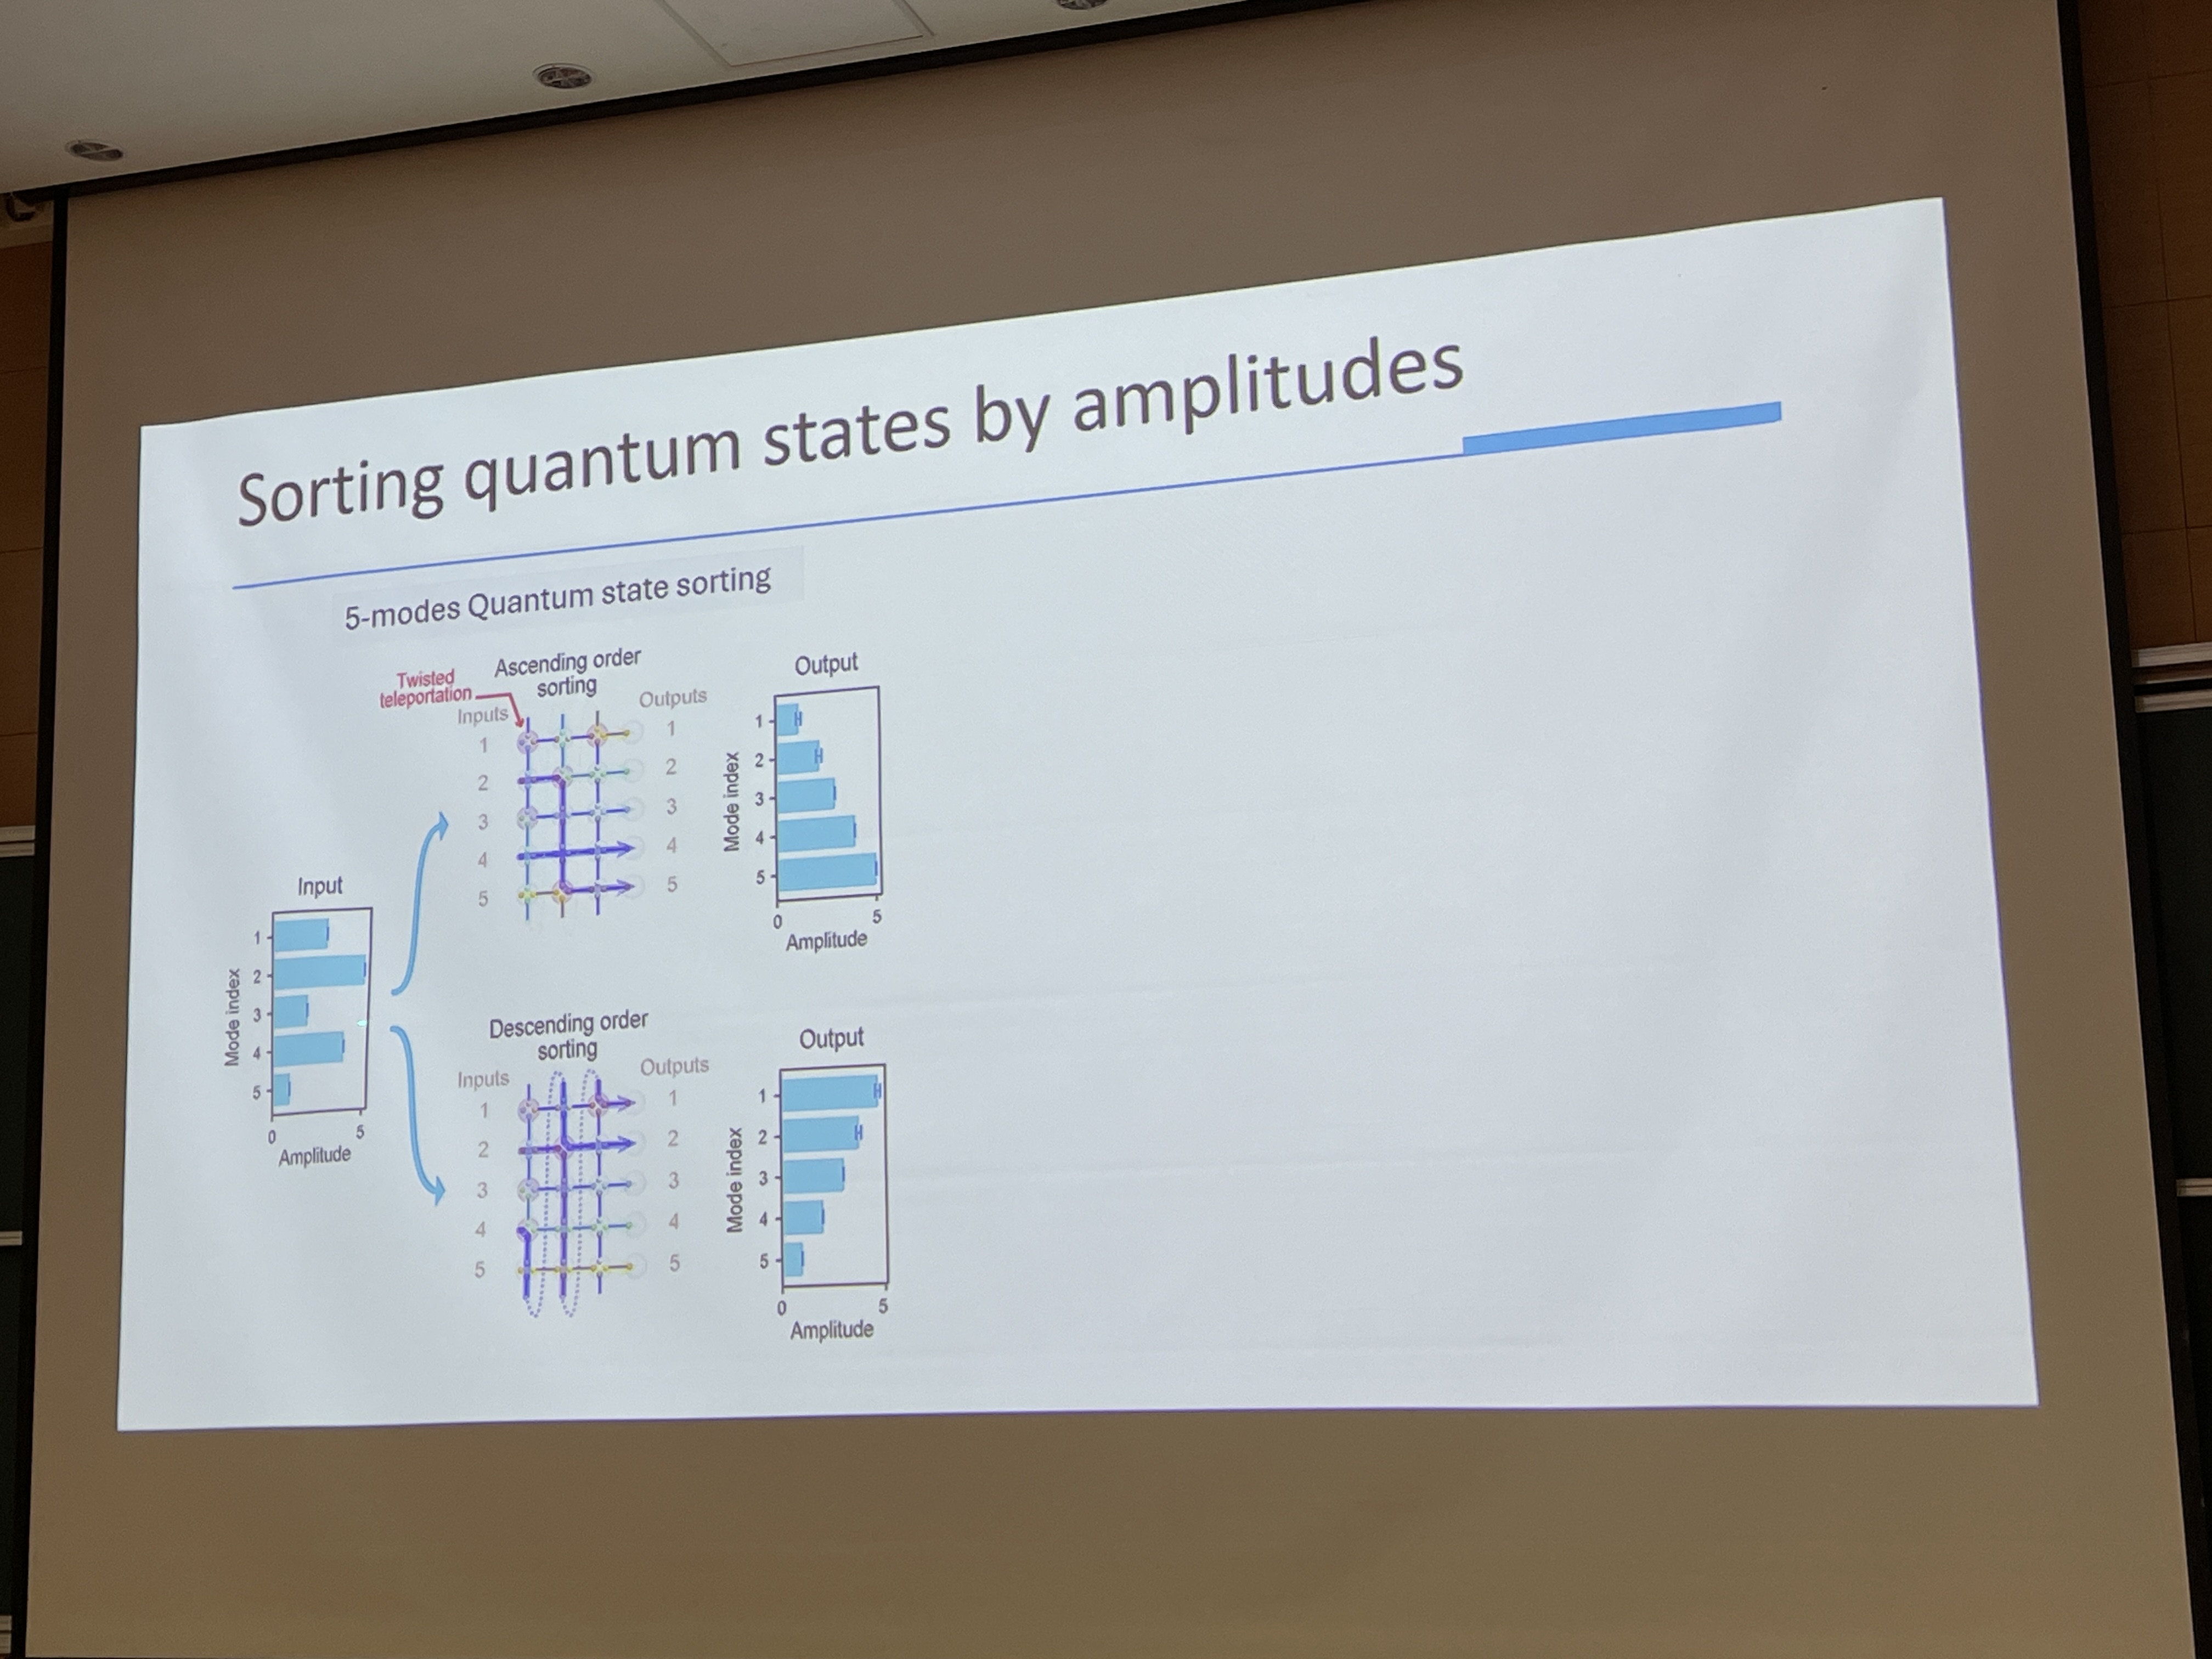 Sorting quantum states by amplitudes
5-modes Quantum state sorting
Input
Mode index
1
2
3
4
5
0 5
Amplitude
Twisted
teleportation
Ascending order
sorting
Inputs
1
2
3
4
5
Outputs
1
2
3
4
5
Output
Mode index
1
2
3
4
5
0 5
Amplitude
Descending order
sorting
Inputs
1
2
3
4
5
Outputs
1
2
3
4
5
Output
Mode index
1
2
3
4
5
0 5
Amplitude